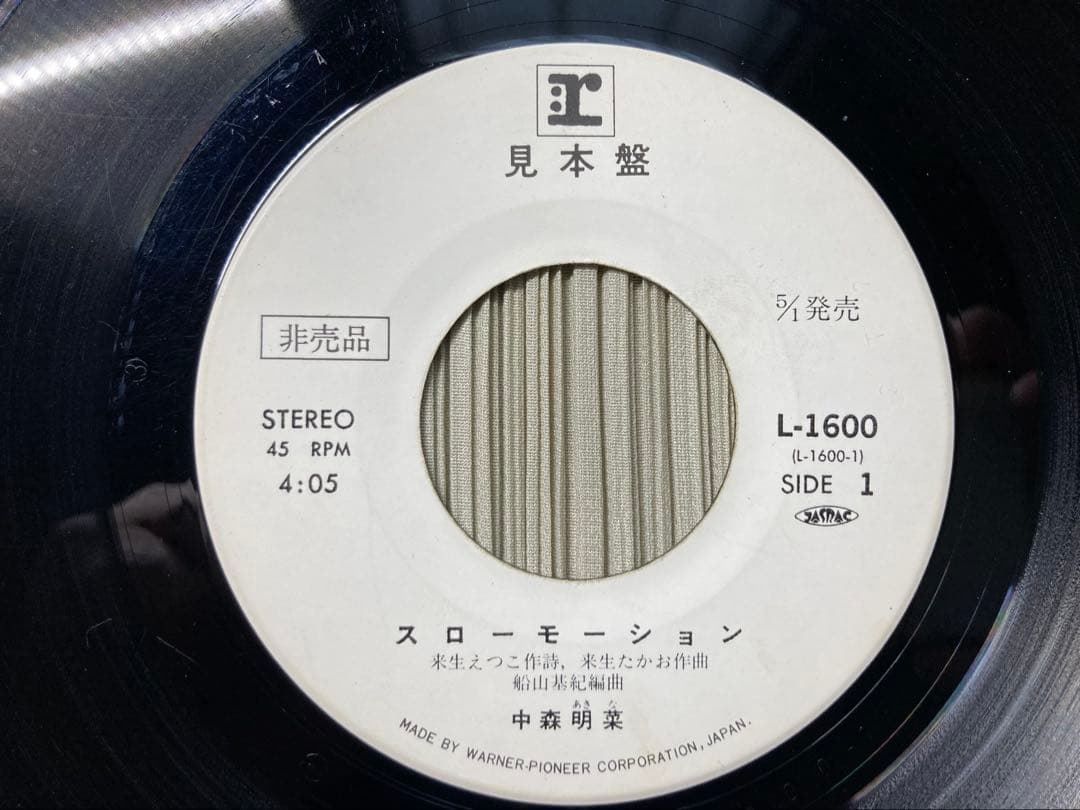 :r
見本盤
非売品
5/1発売
STEREO
45 RPM
4:05
L-1600
(L-1600-1)
SIDE 1
JASRAC
スローモーション
来生えつこ作詩, 来生たかお作曲
船山基紀編曲
あき な
中森明菜
MADE BY WARNER-PIONEER CORPORATION, JAPAN.